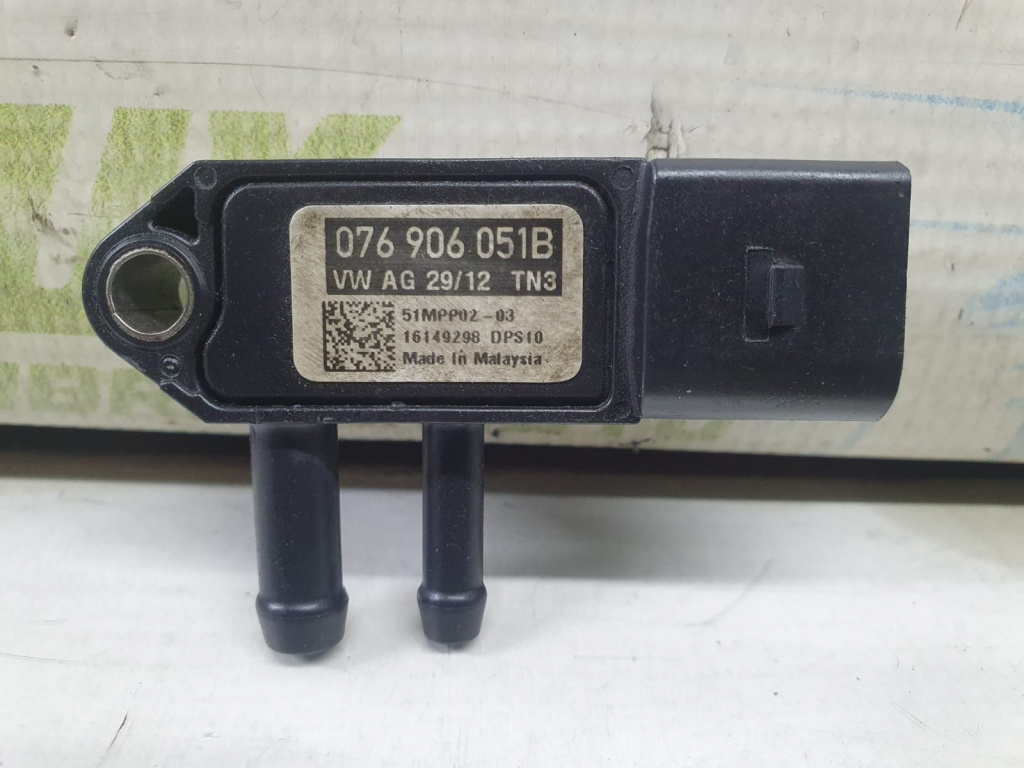 076 906 051B
VW AG 29/12 TN3
51MPP02-03
16149298 DPS10
Made In Malaysia